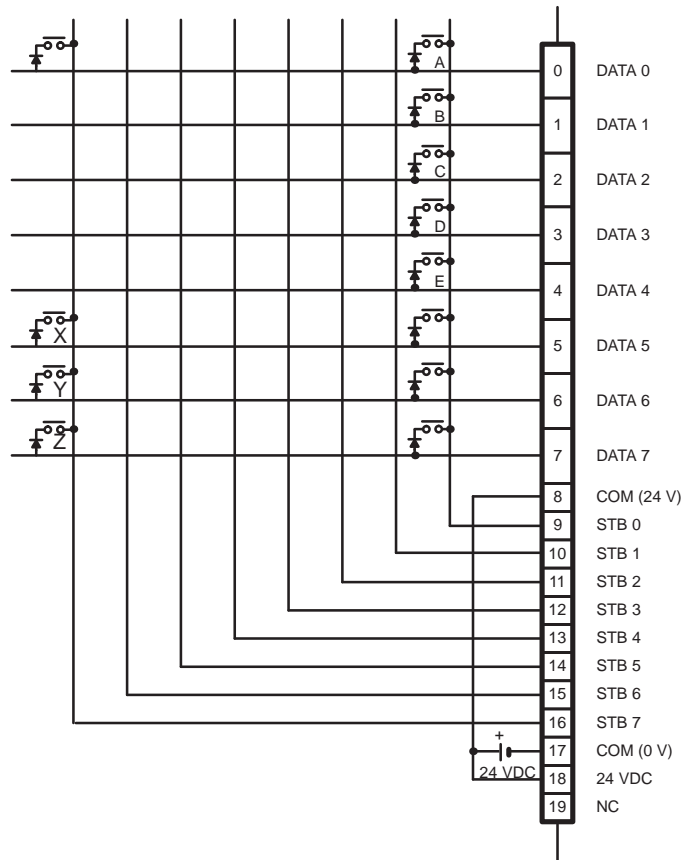 A 0 DATA 0
B 1 DATA 1
C 2 DATA 2
D 3 DATA 3
E 4 DATA 4
X 5 DATA 5
Y 6 DATA 6
Z 7 DATA 7
8 COM (24 V)
9 STB 0
10 STB 1
11 STB 2
12 STB 3
13 STB 4
14 STB 5
15 STB 6
16 STB 7
+ 17 COM (0 V)
24 VDC 18 24 VDC
19 NC